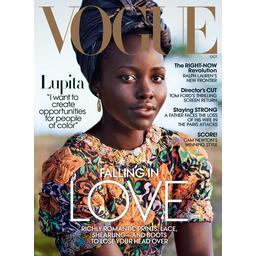 VOGUE
OCT
The RIGHT-NOW
Revolution
RALPH LAUREN'S
NEW FRONTIER
Director's CUT
TOM FORD'S THRILLING
SCREEN RETURN
Staying STRONG
A FATHER FACES THE LOSS
OF HIS WIFE IN
THE PARIS ATTACKS
SCORE!
CAM NEWTON'S
WINNING STYLE
Lupita
"I want to
create
opportunities
for people
of color"
FALLING IN
LOVE
RICHLY ROMANTIC PRINTS, LACE,
SHEARLING—AND BOOTS
TO LOSE YOUR HEAD OVER